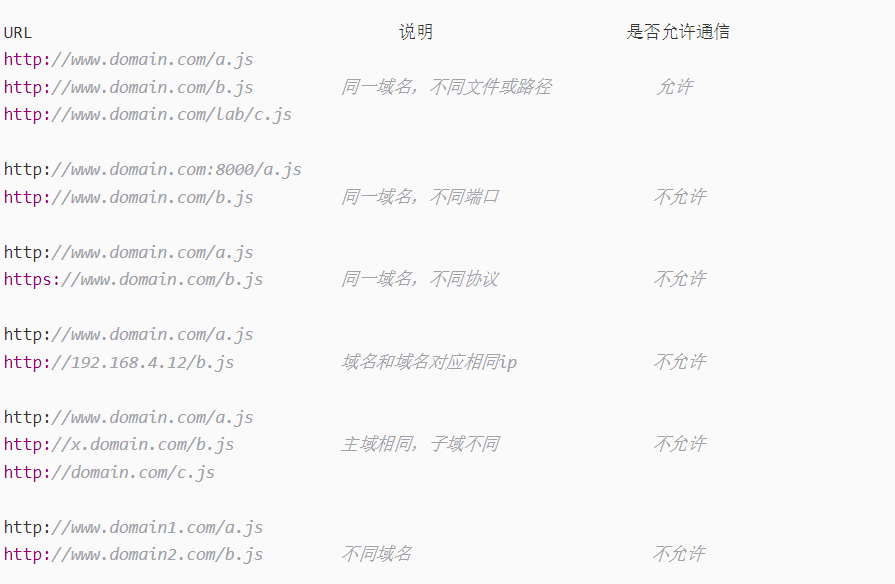 URL 说明 是否允许通信
http://www.domain.com/a.js
http://www.domain.com/b.js 同一域名，不同文件或路径 允许
http://www.domain.com/lab/c.js
http://www.domain.com:8000/a.js
http://www.domain.com/b.js 同一域名，不同端口 不允许
http://www.domain.com/a.js
https://www.domain.com/b.js 同一域名，不同协议 不允许
http://www.domain.com/a.js
http://192.168.4.12/b.js 域名和域名对应相同ip 不允许
http://www.domain.com/a.js
http://x.domain.com/b.js 主域相同，子域不同 不允许
http://domain.com/c.js
http://www.domain1.com/a.js
http://www.domain2.com/b.js 不同域名 不允许